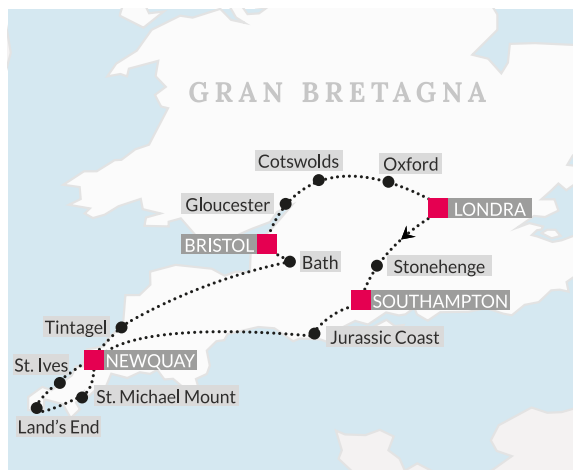 GRAN BRETAGNA
Cotswolds
Oxford
Gloucester
LONDRA
BRISTOL
Bath
Stonehenge
SOUTHAMPTON
Tintagel
Jurassic Coast
NEWQUAY
St. Ives
St. Michael Mount
Land's End